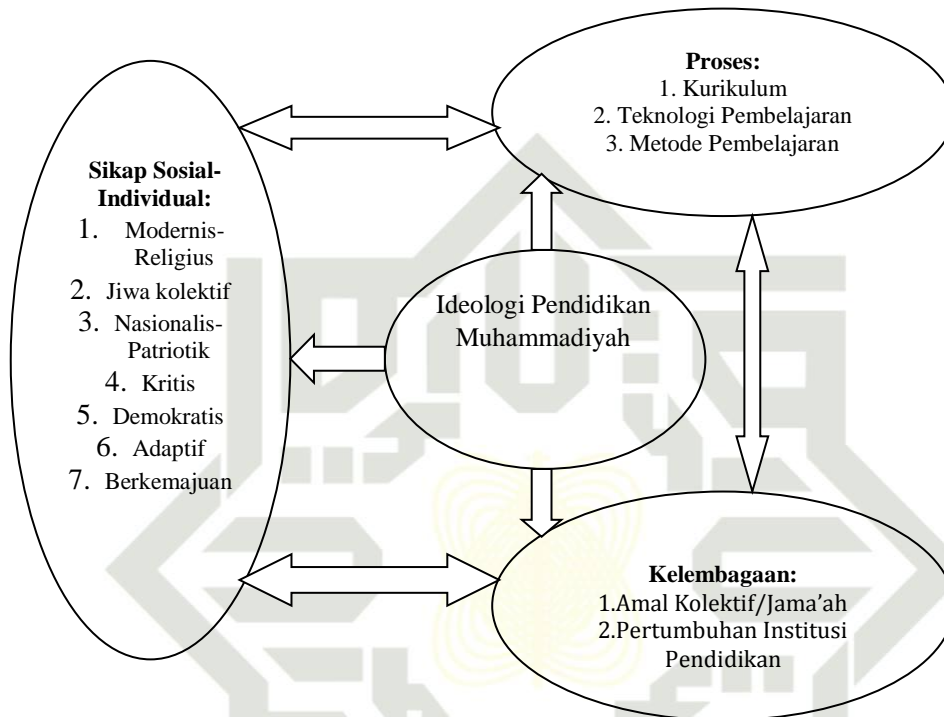 Proses:
1. Kurikulum
2. Teknologi Pembelajaran
3. Metode Pembelajaran
Sikap Sosial-
Individual:
1. Modernis-
Religius
2. Jiwa kolektif
3. Nasionalis-
Patriotik
4. Kritis
5. Demokratis
6. Adaptif
7. Berkemajuan
Ideologi Pendidikan
Muhammadiyah
Kelembagaan:
1.Amal Kolektif/Jama’ah
2.Pertumbuhan Institusi
Pendidikan